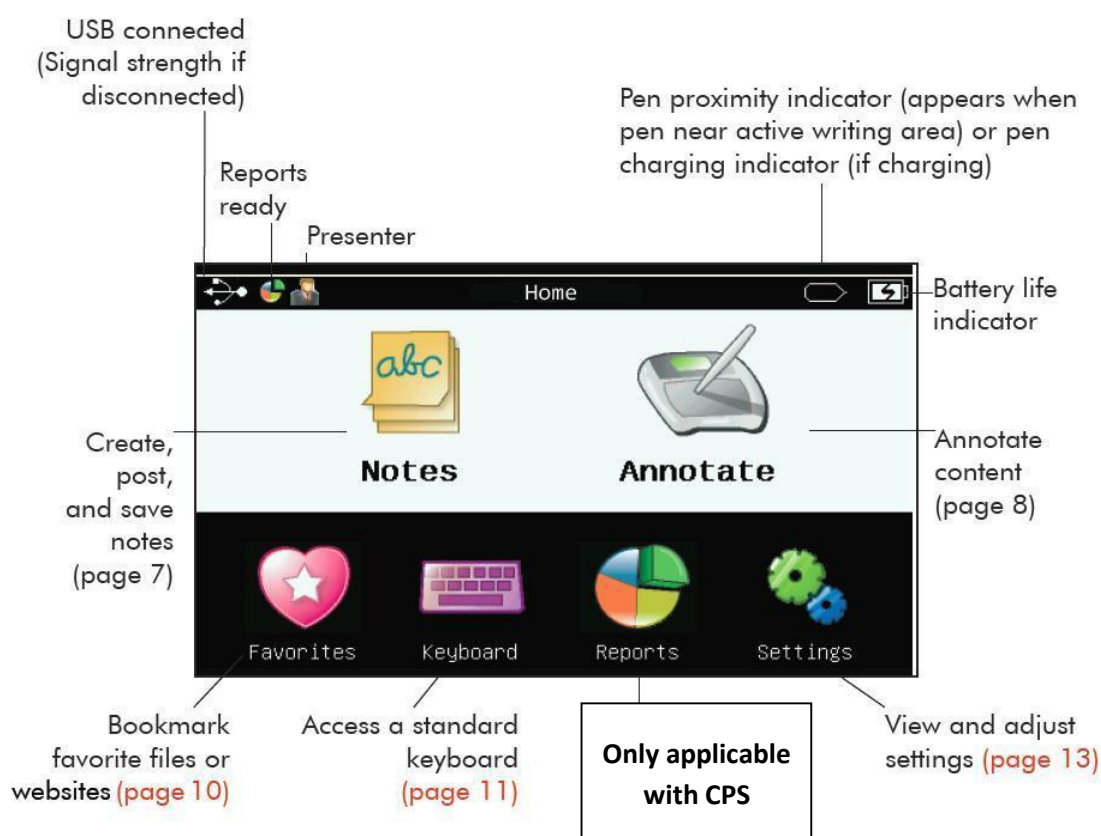 USB connected
(Signal strength if
disconnected)
Pen proximity indicator (appears when
pen near active writing area) or pen
charging indicator (if charging)
Reports
ready
Presenter
Home
Battery life
indicator
abc
Create,
post,
and save
notes
(page 7)
Notes
Annotate
Annotate
content
(page 8)
Favorites
Keyboard
Reports
Settings
Bookmark
favorite files or
websites (page 10)
Access a standard
keyboard
(page 11)
Only applicable
with CPS
View and adjust
settings (page 13)